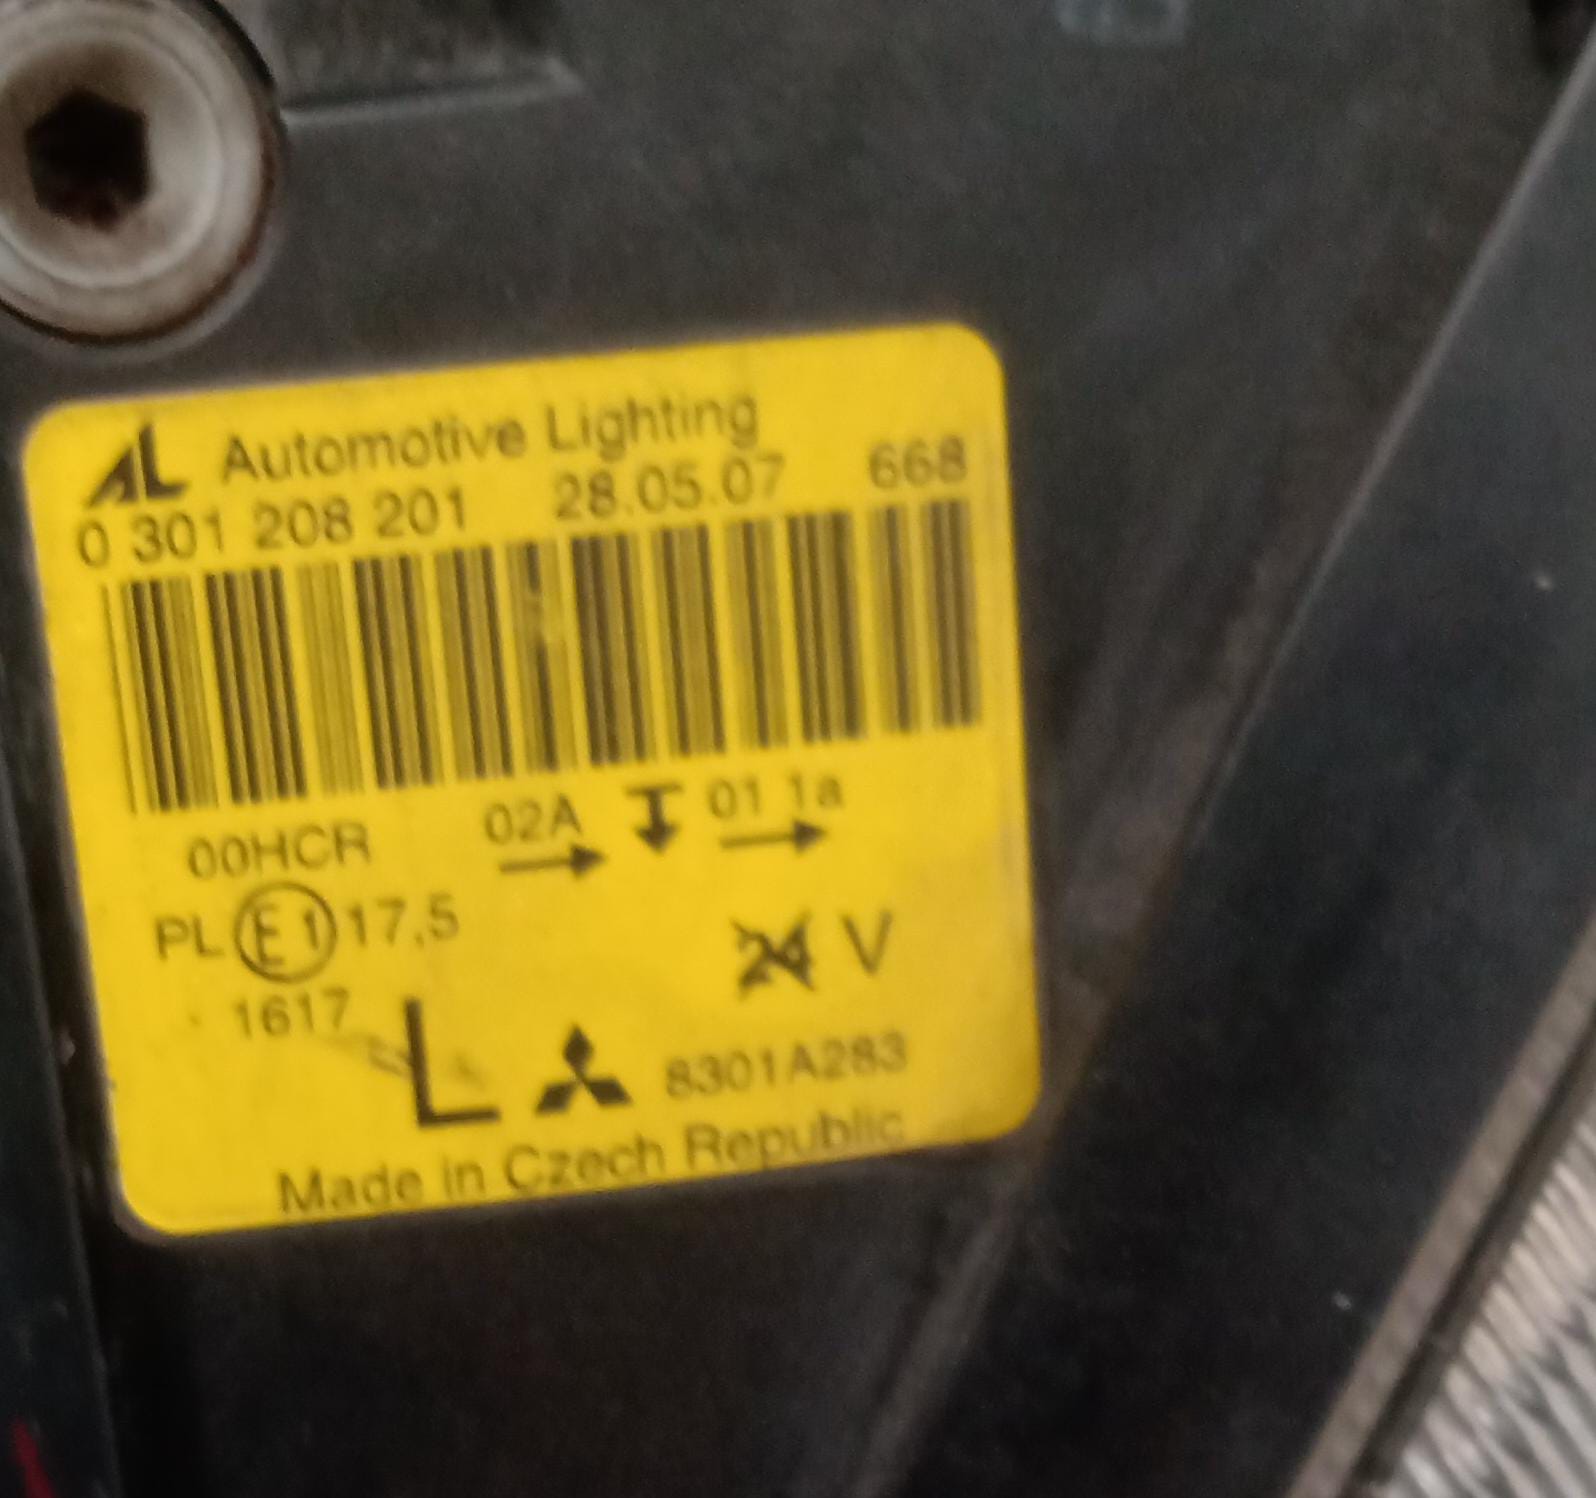 AL Automotive Lighting
0 301 208 201 28.05.07 668
00HCR 02A 01 1a
PL E1 17,5
24 V
1617
L 8301A283
Made in Czech Republic